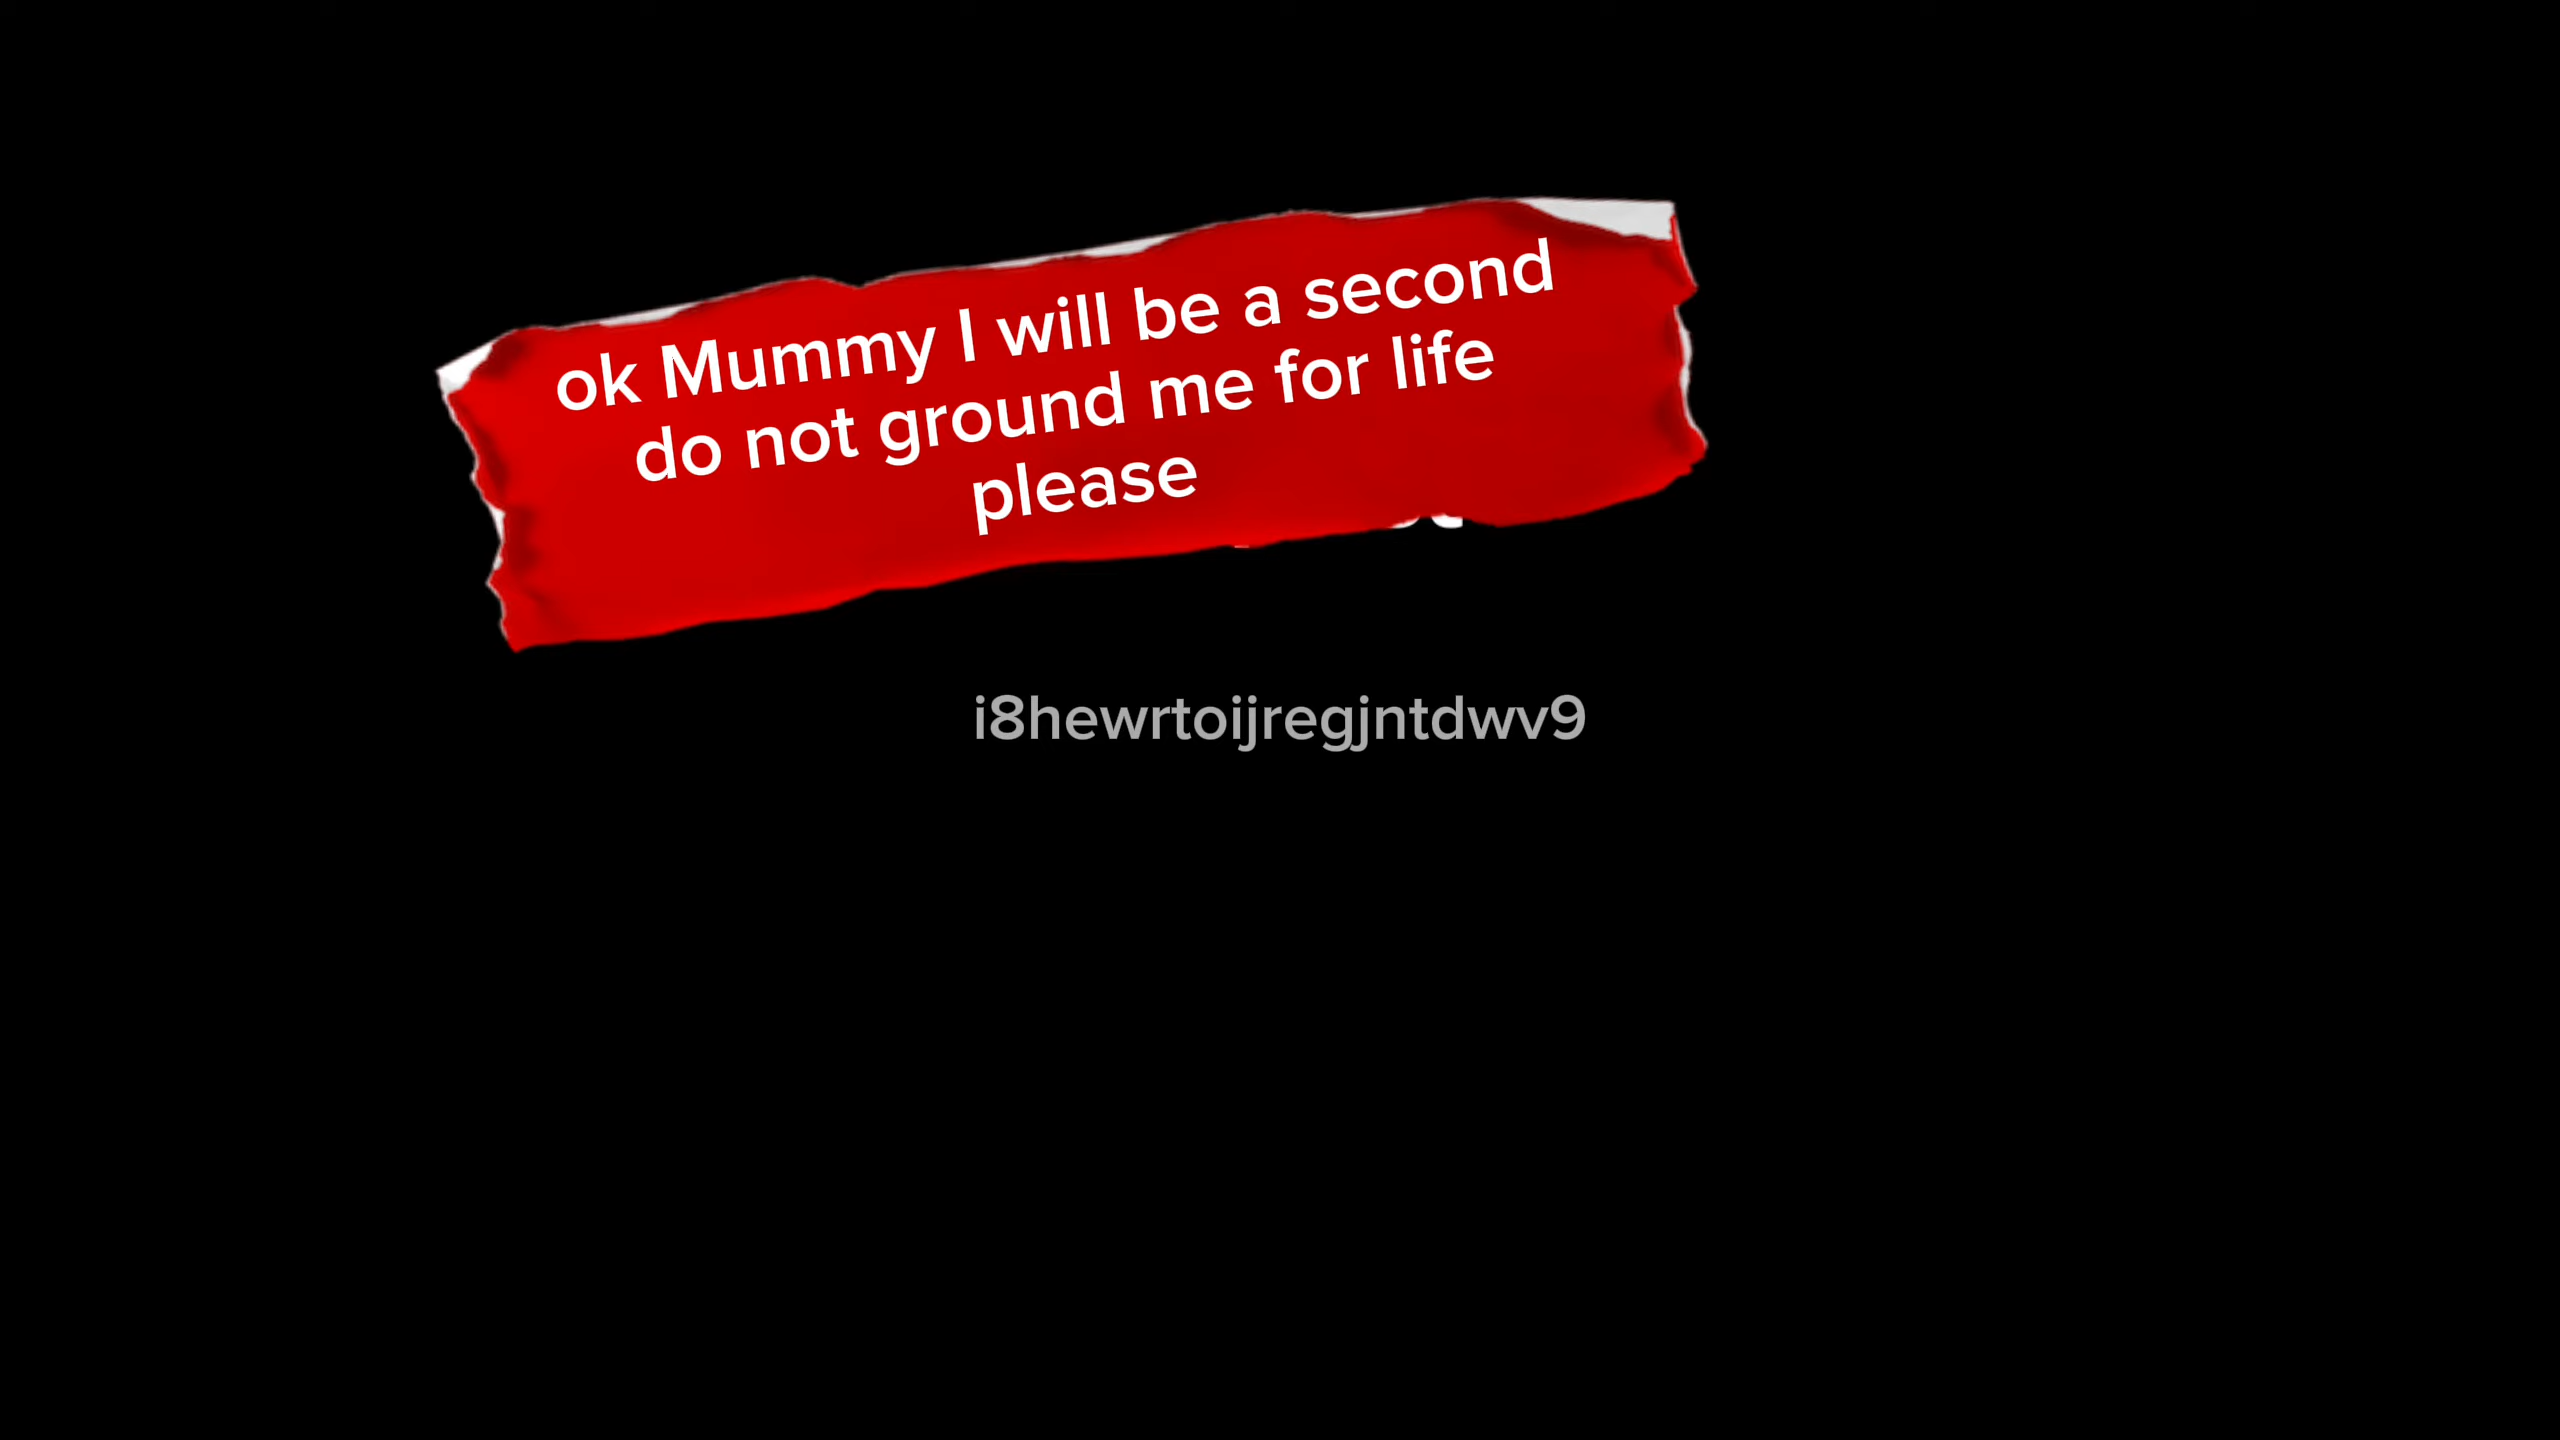 ok Mummy I will be a second
do not ground me for life
please
i8hewrtoijregjntdwv9